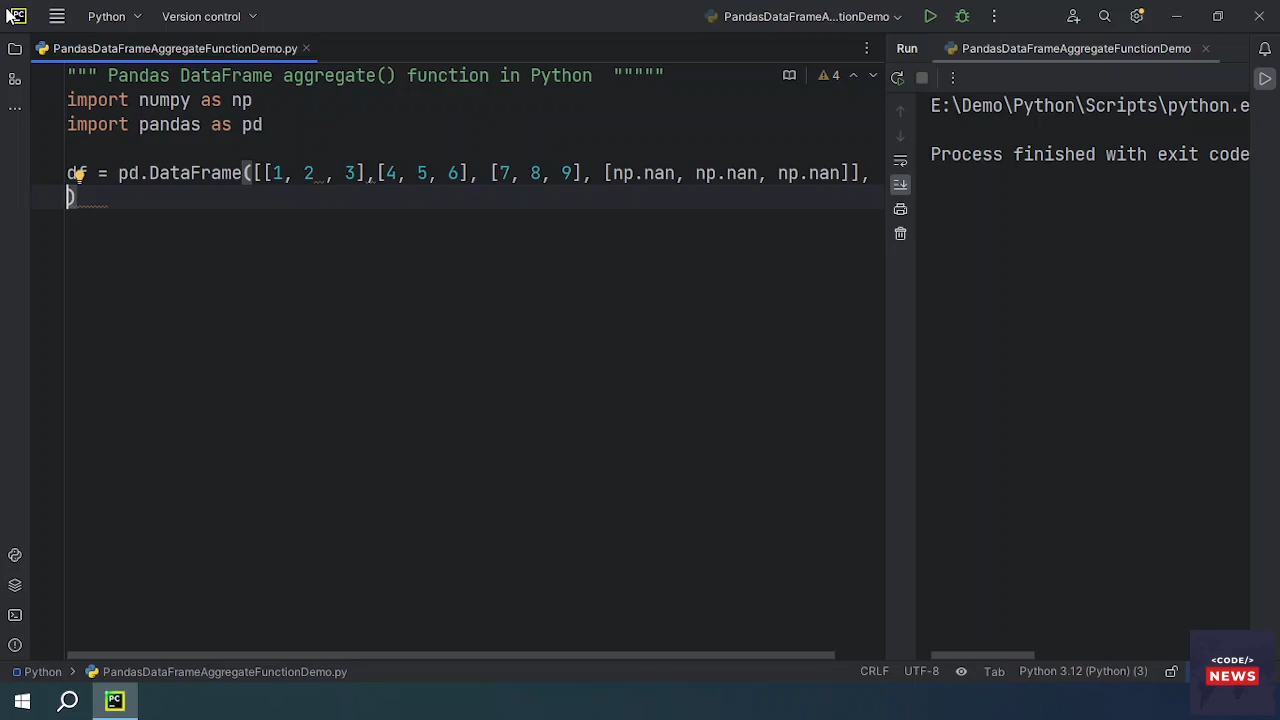 PC Python Version control PandasDataFrameA...tionDemo
PandasDataFrameAggregateFunctionDemo.py
Run PandasDataFrameAggregateFunctionDemo
""" Pandas DataFrame aggregate() function in Python """""
4
import numpy as np
import pandas as pd
df = pd.DataFrame([[1, 2 , 3],[4, 5, 6], [7, 8, 9], [np.nan, np.nan, np.nan]],
)
E:\Demo\Python\Scripts\python.e
Process finished with exit code
Python PandasDataFrameAggregateFunctionDemo.py CRLF UTF-8 Tab Python 3.12 (Python) (3)
<CODE/>
NEWS
PC